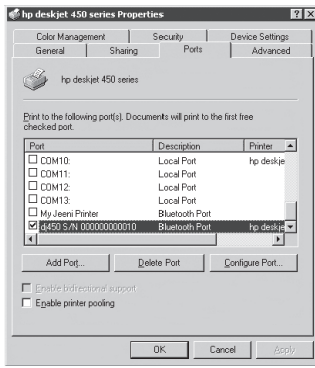 hp deskjet 450 series Properties
Color Management Security Device Settings
General Sharing Ports Advanced
hp deskjet 450 series
Print to the following port(s). Documents will print to the first free
checked port.
Port Description Printer
COM10: Local Port hp deskje
COM11: Local Port
COM12: Local Port
COM13: Local Port
My Jeeni Printer Bluetooth Port
dj450 S/N 000000000010 Bluetooth Port hp deskje
Add Port... Delete Port Configure Port...
Enable bidirectional support
Enable printer pooling
OK Cancel Apply